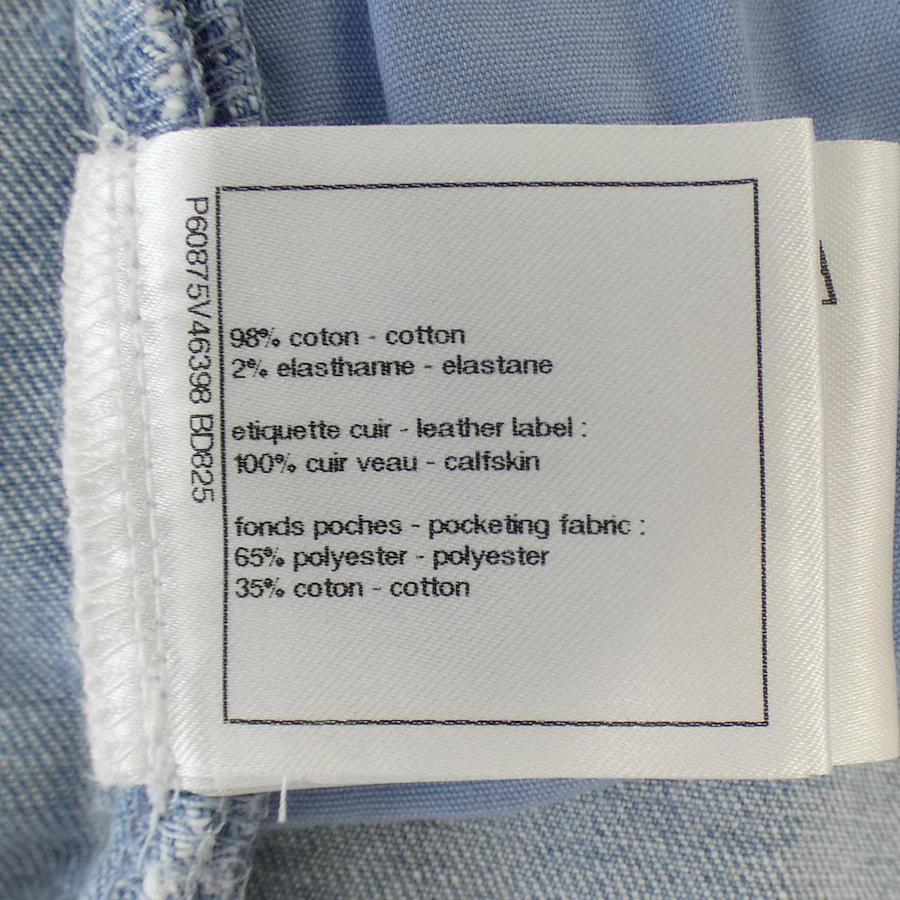 P60875V46398 BD825
98% coton - cotton
2% elasthanne - elastane
etiquette cuir - leather label :
100% cuir veau - calfskin
fonds poches - pocketing fabric :
65% polyester - polyester
35% coton - cotton